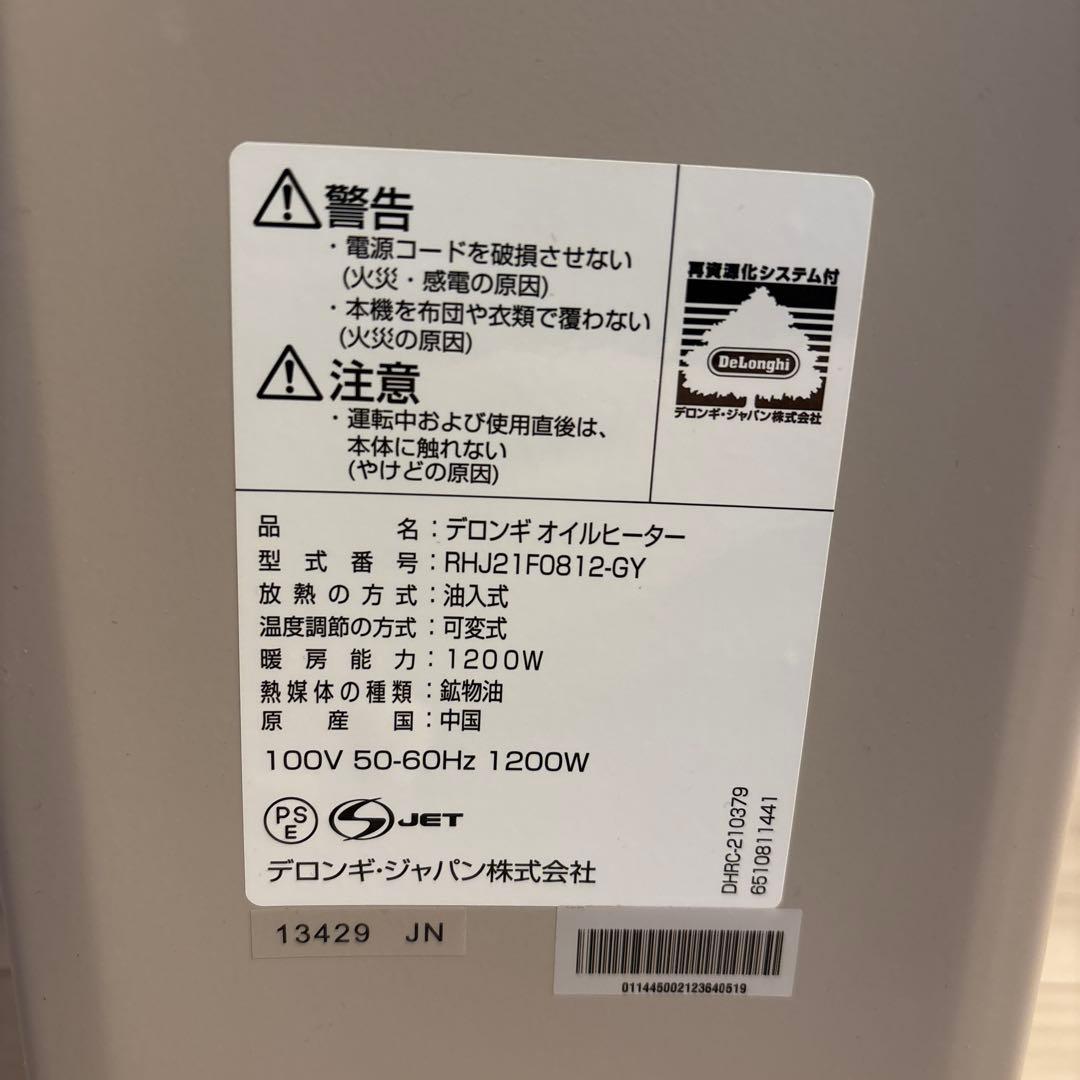 警告
・電源コードを破損させない
(火災・感電の原因)
・本機を布団や衣類で覆わない
(火災の原因)
注意
・運転中および使用直後は、
本体に触れない
(やけどの原因)
再資源化システム付
DeLonghi
デロンギ・ジャパン株式会社
品名：デロンギ オイルヒーター
型式番号：RHJ21F0812-GY
放熱の方式：油入式
温度調節の方式：可変式
暖房能力：1200W
熱媒体の種類：鉱物油
原産国：中国
100V 50-60Hz 1200W
PS
E
JET
デロンギ・ジャパン株式会社
DHRC-210379
6510811441
13429 JN
011445002123640519